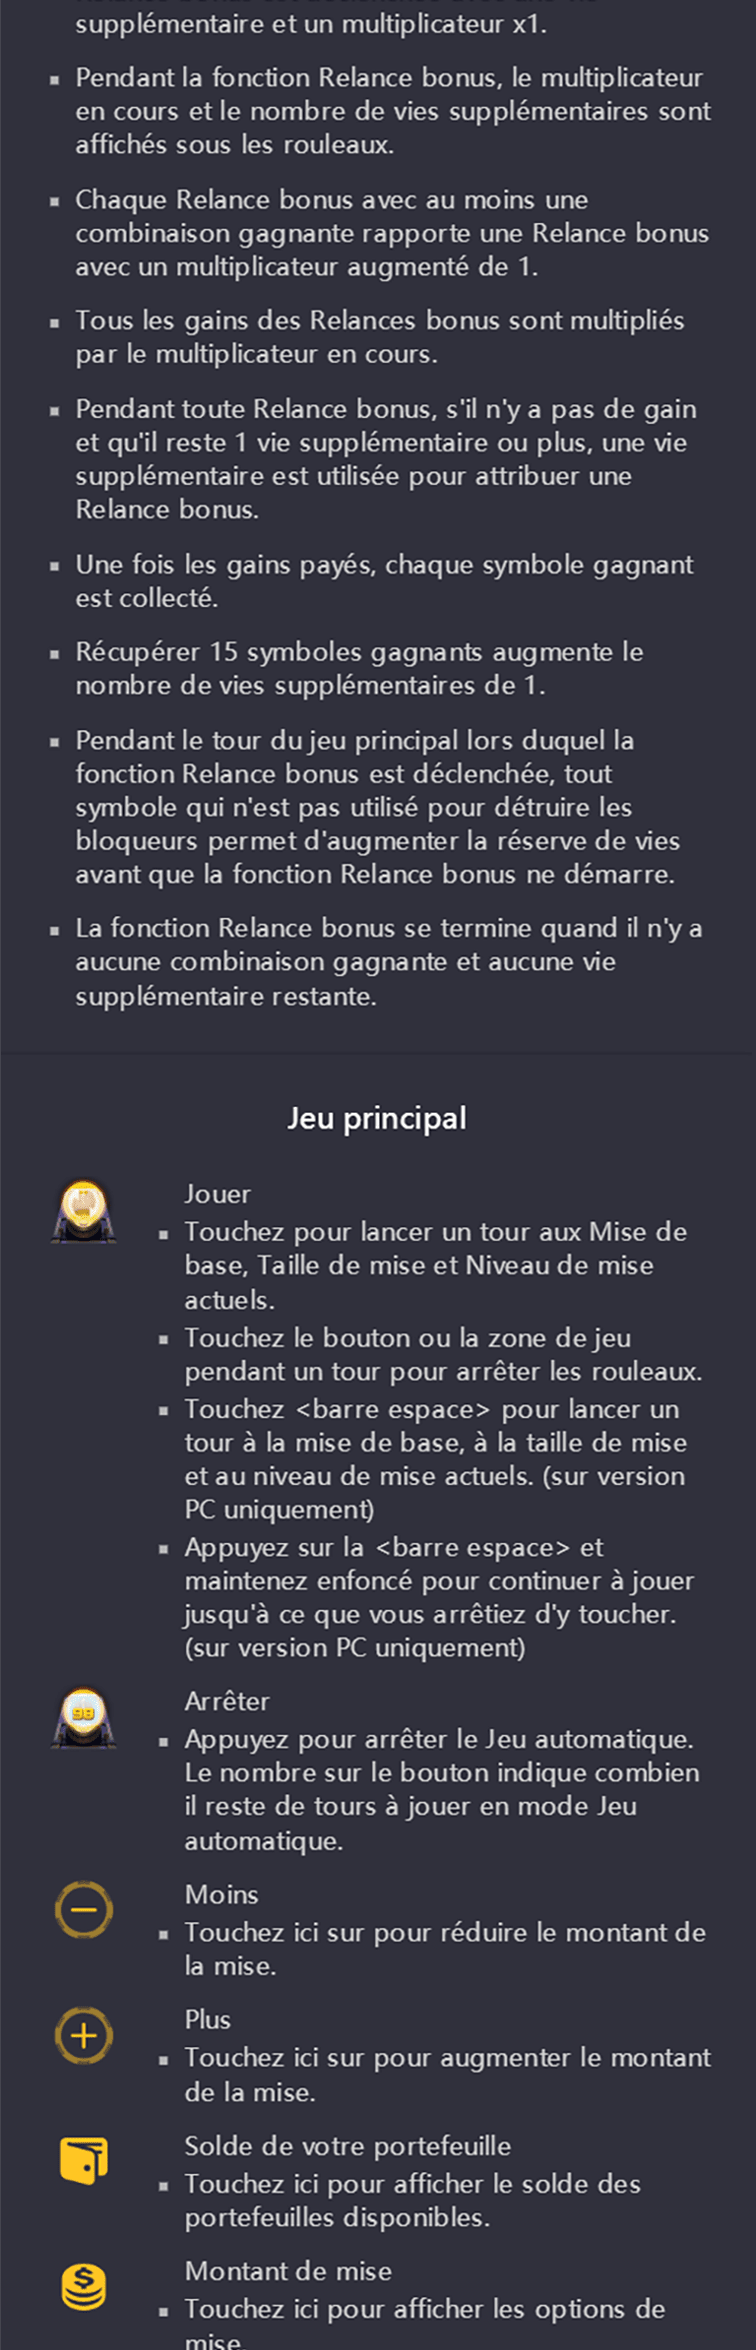 supplémentaire et un multiplicateur x1.
▪ Pendant la fonction Relance bonus, le multiplicateur
en cours et le nombre de vies supplémentaires sont
affichés sous les rouleaux.
▪ Chaque Relance bonus avec au moins une
combinaison gagnante rapporte une Relance bonus
avec un multiplicateur augmenté de 1.
▪ Tous les gains des Relances bonus sont multipliés
par le multiplicateur en cours.
▪ Pendant toute Relance bonus, s'il n'y a pas de gain
et qu'il reste 1 vie supplémentaire ou plus, une vie
supplémentaire est utilisée pour attribuer une
Relance bonus.
▪ Une fois les gains payés, chaque symbole gagnant
est collecté.
▪ Récupérer 15 symboles gagnants augmente le
nombre de vies supplémentaires de 1.
▪ Pendant le tour du jeu principal lors duquel la
fonction Relance bonus est déclenchée, tout
symbole qui n'est pas utilisé pour détruire les
bloqueurs permet d'augmenter la réserve de vies
avant que la fonction Relance bonus ne démarre.
▪ La fonction Relance bonus se termine quand il n'y a
aucune combinaison gagnante et aucune vie
supplémentaire restante.
Jeu principal
Jouer
▪ Touchez pour lancer un tour aux Mise de
base, Taille de mise et Niveau de mise
actuels.
▪ Touchez le bouton ou la zone de jeu
pendant un tour pour arrêter les rouleaux.
▪ Touchez <barre espace> pour lancer un
tour à la mise de base, à la taille de mise
et au niveau de mise actuels. (sur version
PC uniquement)
▪ Appuyez sur la <barre espace> et
maintenez enfoncé pour continuer à jouer
jusqu'à ce que vous arrêtiez d'y toucher.
(sur version PC uniquement)
98
Arrêter
▪ Appuyez pour arrêter le Jeu automatique.
Le nombre sur le bouton indique combien
il reste de tours à jouer en mode Jeu
automatique.
Moins
▪ Touchez ici sur pour réduire le montant de
la mise.
Plus
▪ Touchez ici sur pour augmenter le montant
de la mise.
Solde de votre portefeuille
▪ Touchez ici pour afficher le solde des
portefeuilles disponibles.
Montant de mise
▪ Touchez ici pour afficher les options de
mise.